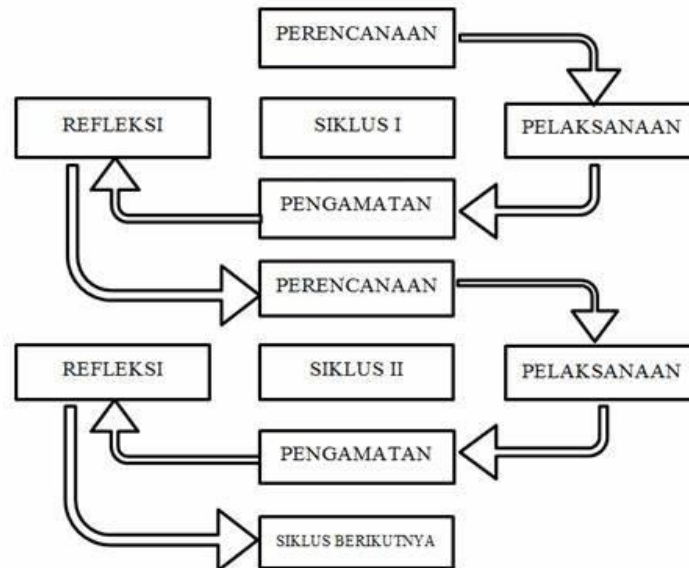 PERENCANAAN
REFLEKSI
SIKLUS I
PELAKSANAAN
PENGAMATAN
PERENCANAAN
REFLEKSI
SIKLUS II
PELAKSANAAN
PENGAMATAN
SIKLUS BERIKUTNYA